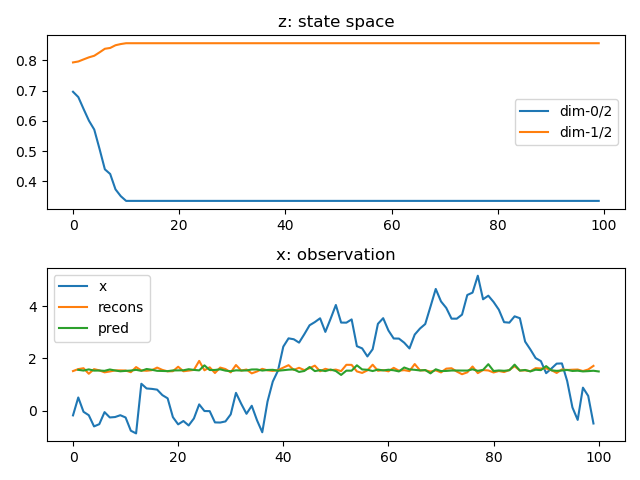 z: state space
0.8
0.7
0.6
0.5
0.4
dim-0/2
dim-1/2
0 20 40 60 80 100
x: observation
4
2
0
x
recons
pred
0 20 40 60 80 100